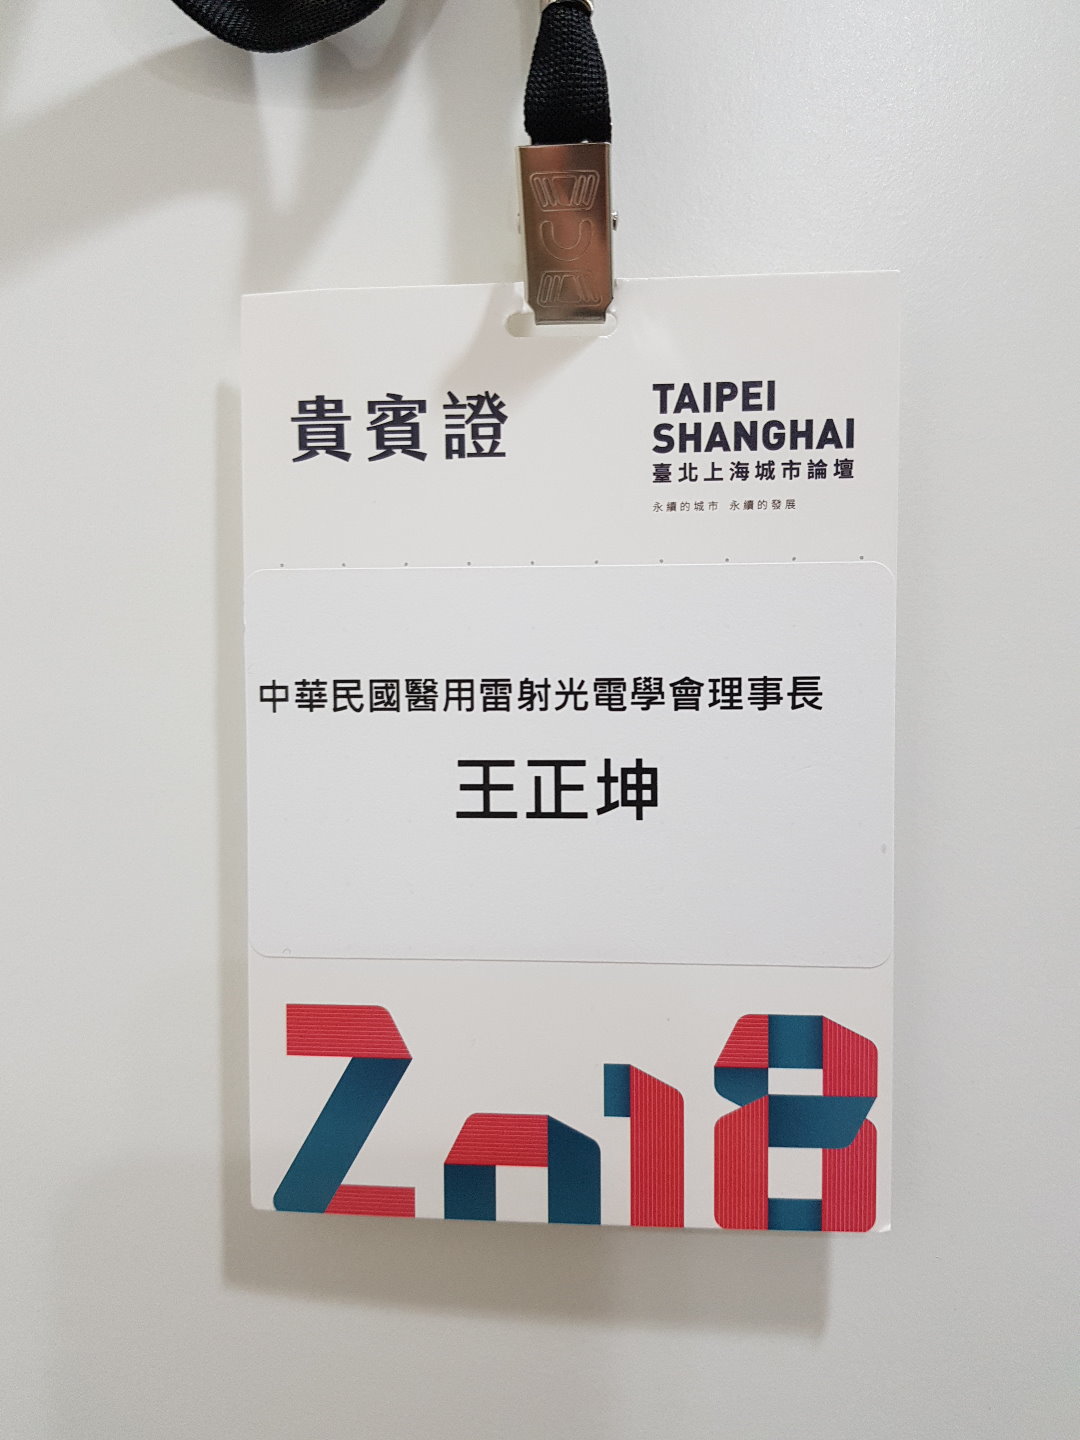 貴賓證
TAIPEI
SHANGHAI
臺北上海城市論壇
永續的城市 永續的發展
中華民國醫用雷射光電學會理事長
王正坤
2018